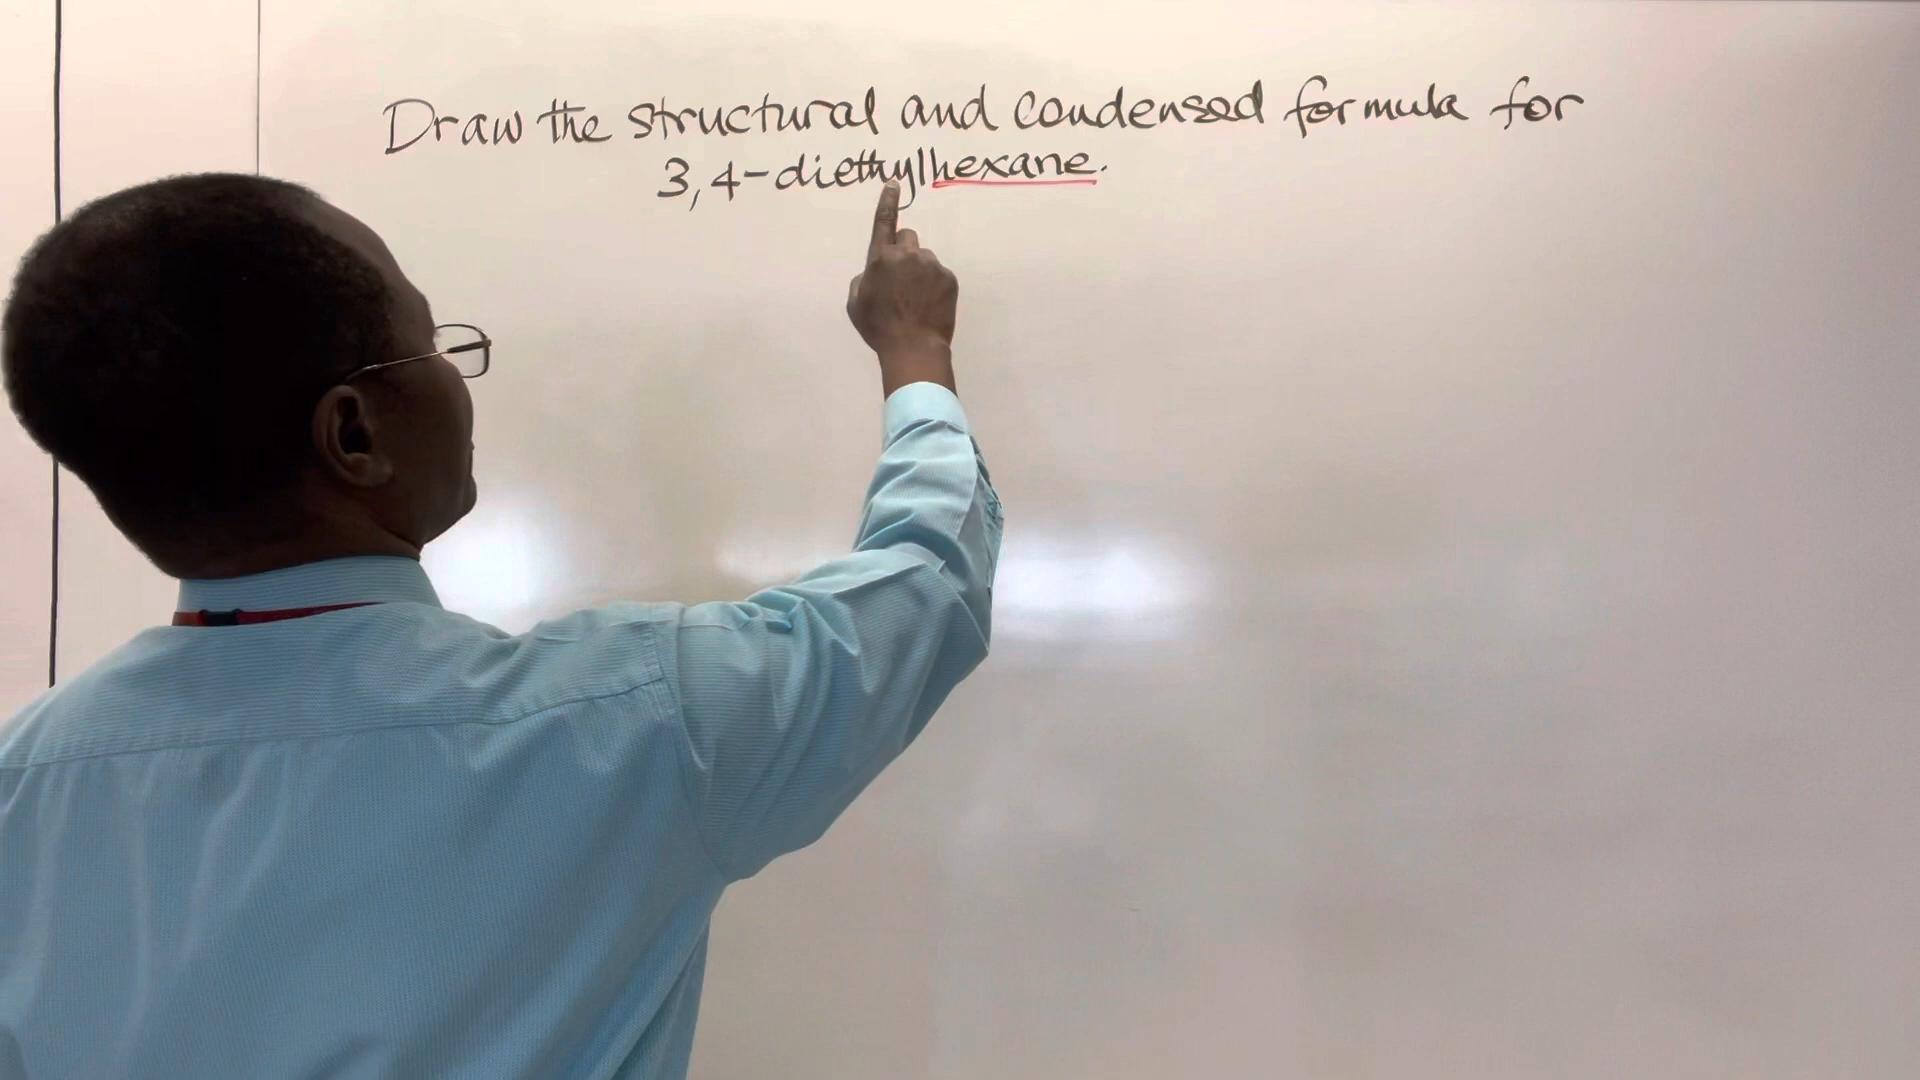 Draw the structural and condensed formula for
3,4-diethylhexane.